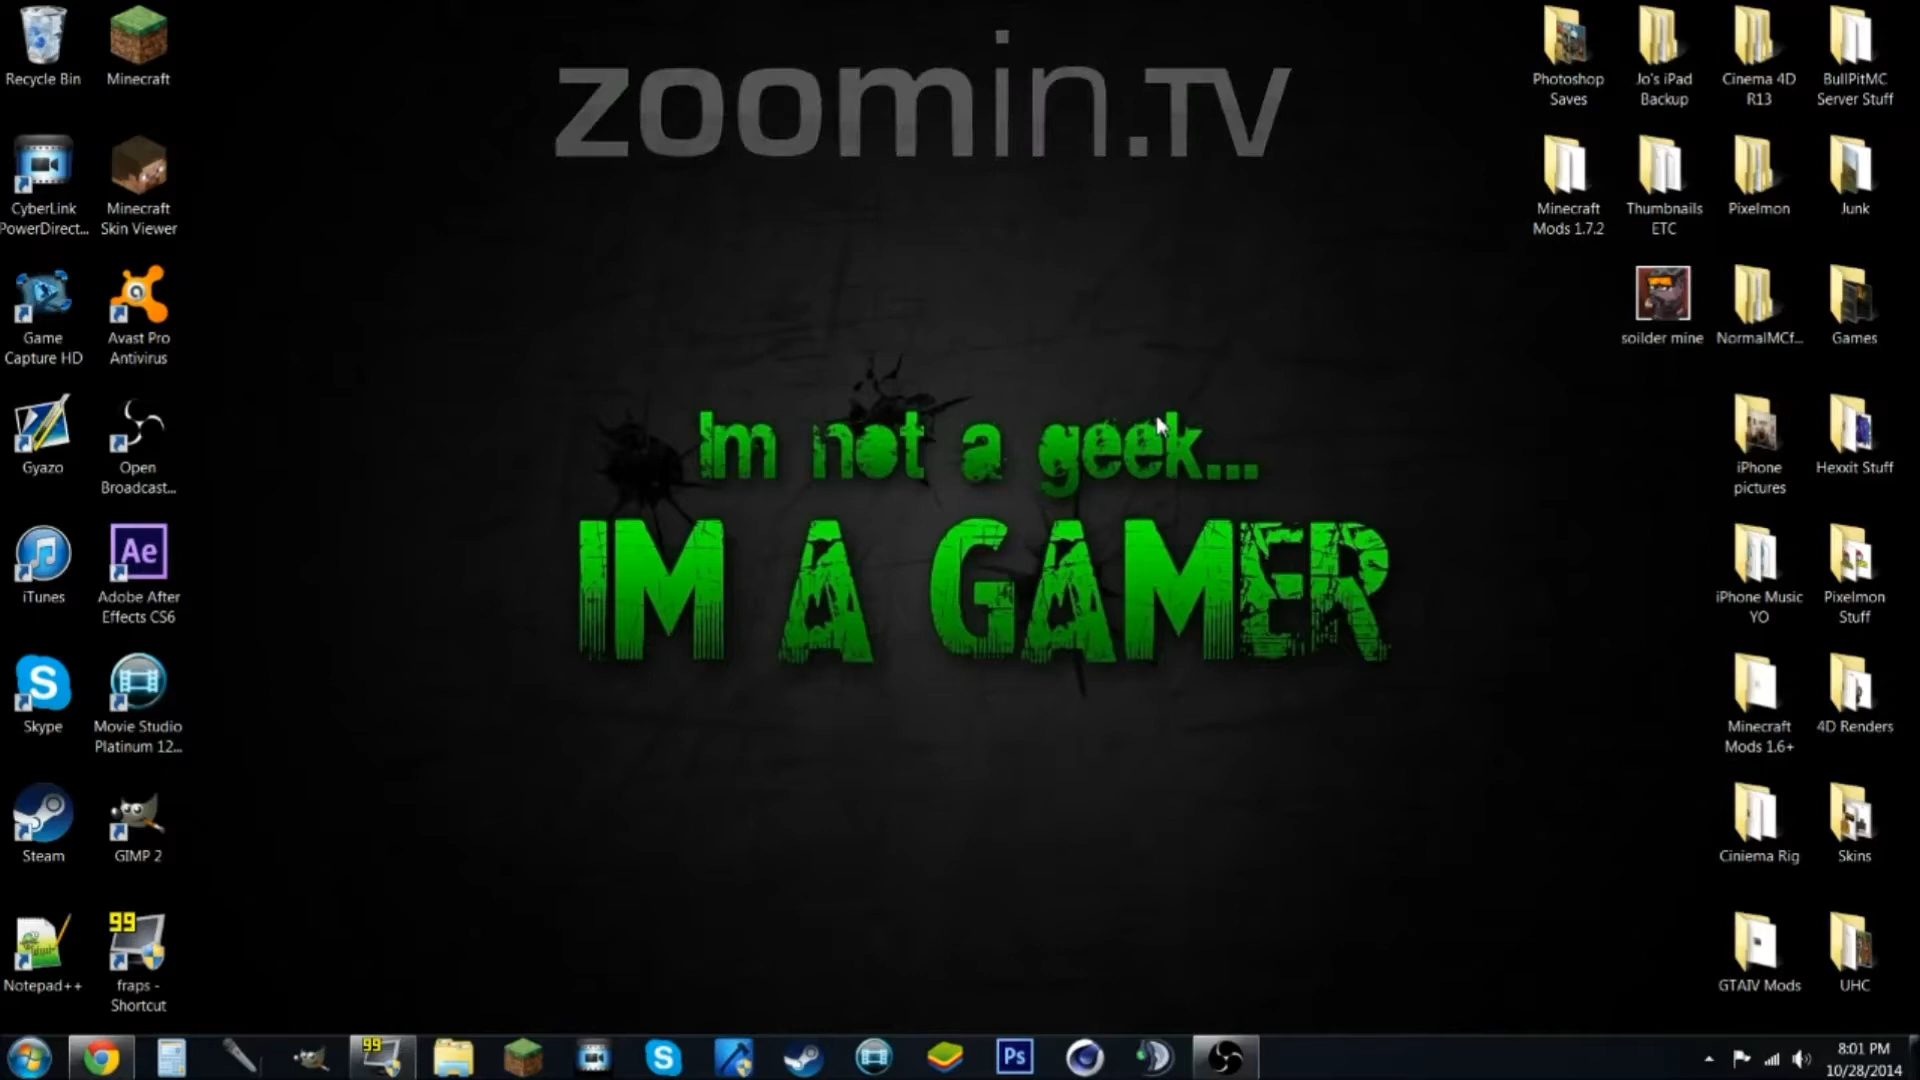 zoomin.TV
Im not a geek...
IM A GAMER
Recycle Bin
Minecraft
CyberLink
PowerDirect...
Minecraft
Skin Viewer
Game
Capture HD
Avast Pro
Antivirus
Gyazo
Open
Broadcast...
iTunes
Ae
Adobe After
Effects CS6
S
Skype
Movie Studio
Platinum 12...
Steam
GIMP 2
Notepad++
99
fraps -
Shortcut
Photoshop
Saves
Jo's iPad
Backup
Cinema 4D
R13
BullPitMC
Server Stuff
Minecraft
Mods 1.7.2
Thumbnails
ETC
Pixelmon
Junk
soilder mine
NormalMCf...
Games
iPhone
pictures
Hexxit Stuff
iPhone Music
YO
Pixelmon
Stuff
Minecraft
Mods 1.6+
4D Renders
Ciniema Rig
Skins
GTAIV Mods
UHC
99
S
Ps
8:01 PM
10/28/2014